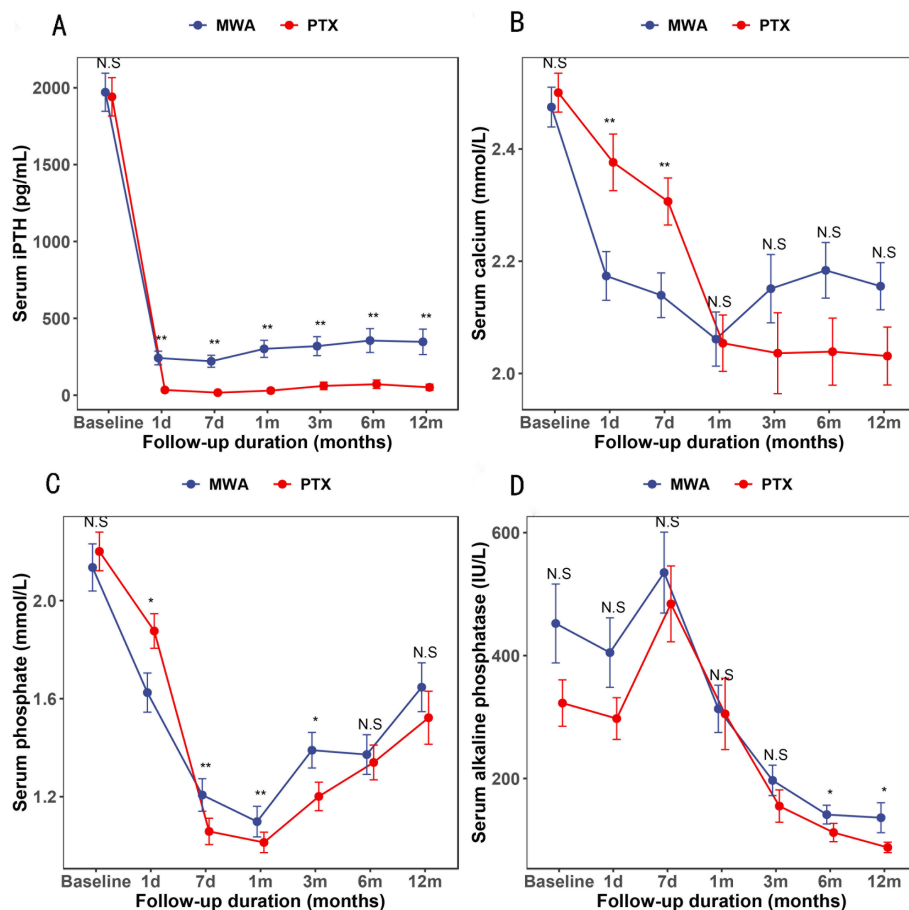 A
MWA PTX
N.S
** ** ** ** ** **
Serum iPTH (pg/mL)
2000
1500
1000
500
0
Baseline 1d 7d 1m 3m 6m 12m
Follow-up duration (months)
B
MWA PTX
N.S
**
**
N.S
N.S
N.S
N.S
Serum calcium (mmol/L)
2.4
2.2
2.0
Baseline 1d 7d 1m 3m 6m 12m
Follow-up duration (months)
C
MWA PTX
N.S
*
**
**
*
N.S
N.S
Serum phosphate (mmol/L)
2.0
1.6
1.2
Baseline 1d 7d 1m 3m 6m 12m
Follow-up duration (months)
D
MWA PTX
N.S
N.S
N.S
N.S
N.S
*
*
Serum alkaline phosphatase (IU/L)
600
400
200
Baseline 1d 7d 1m 3m 6m 12m
Follow-up duration (months)